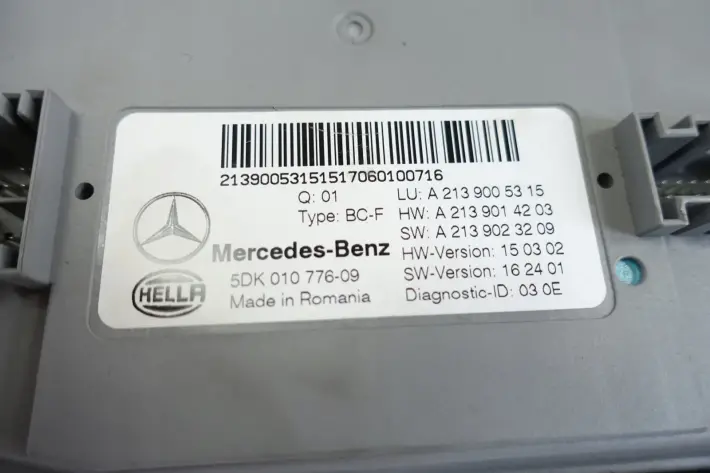 21390053151517060100716
Q: 01
LU: A 213 900 53 15
Type: BC-F
HW: A 213 901 42 03
SW: A 213 902 32 09
Mercedes-Benz
HW-Version: 15 03 02
5DK 010 776-09
SW-Version: 16 24 01
HELLA
Made in Romania
Diagnostic-ID: 03 0E